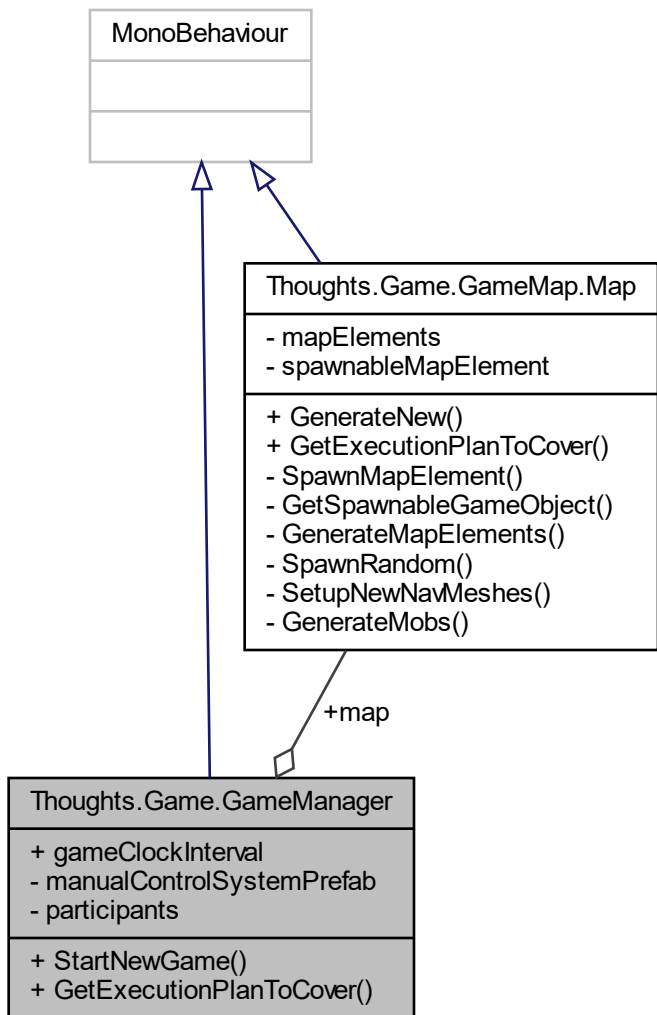 MonoBehaviour
Thoughts.Game.GameMap.Map
- mapElements
- spawnableMapElement
+ GenerateNew()
+ GetExecutionPlanToCover()
- SpawnMapElement()
- GetSpawnableGameObject()
- GenerateMapElements()
- SpawnRandom()
- SetupNewNavMeshes()
- GenerateMobs()
+map
Thoughts.Game.GameManager
+ gameClockInterval
- manualControlSystemPrefab
- participants
+ StartNewGame()
+ GetExecutionPlanToCover()